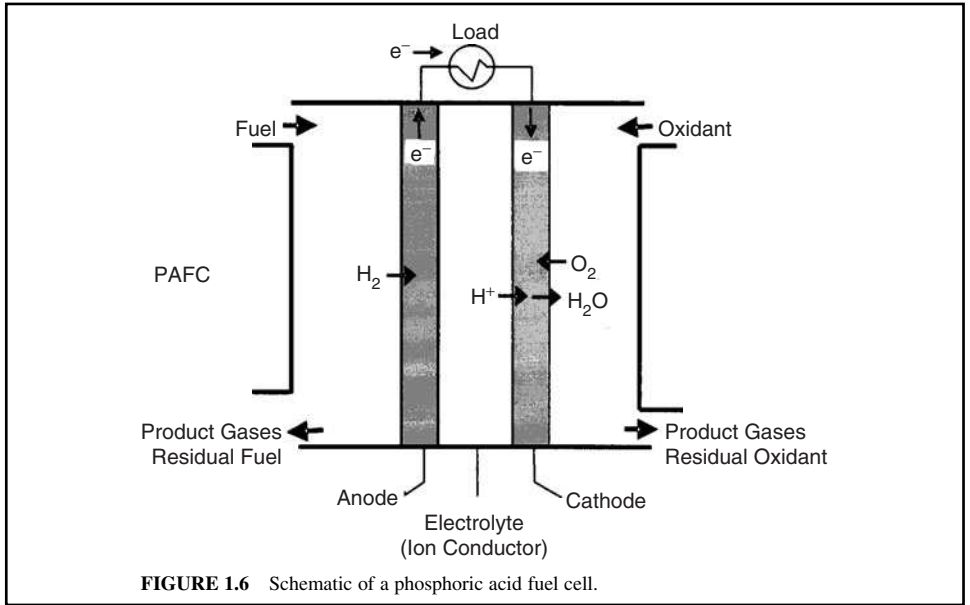 Load
e⁻
Fuel
Oxidant
e⁻
e⁻
PAFC
H₂
O₂
H⁺
H₂O
Product Gases
Residual Fuel
Product Gases
Residual Oxidant
Anode
Cathode
Electrolyte
(Ion Conductor)
FIGURE 1.6 Schematic of a phosphoric acid fuel cell.